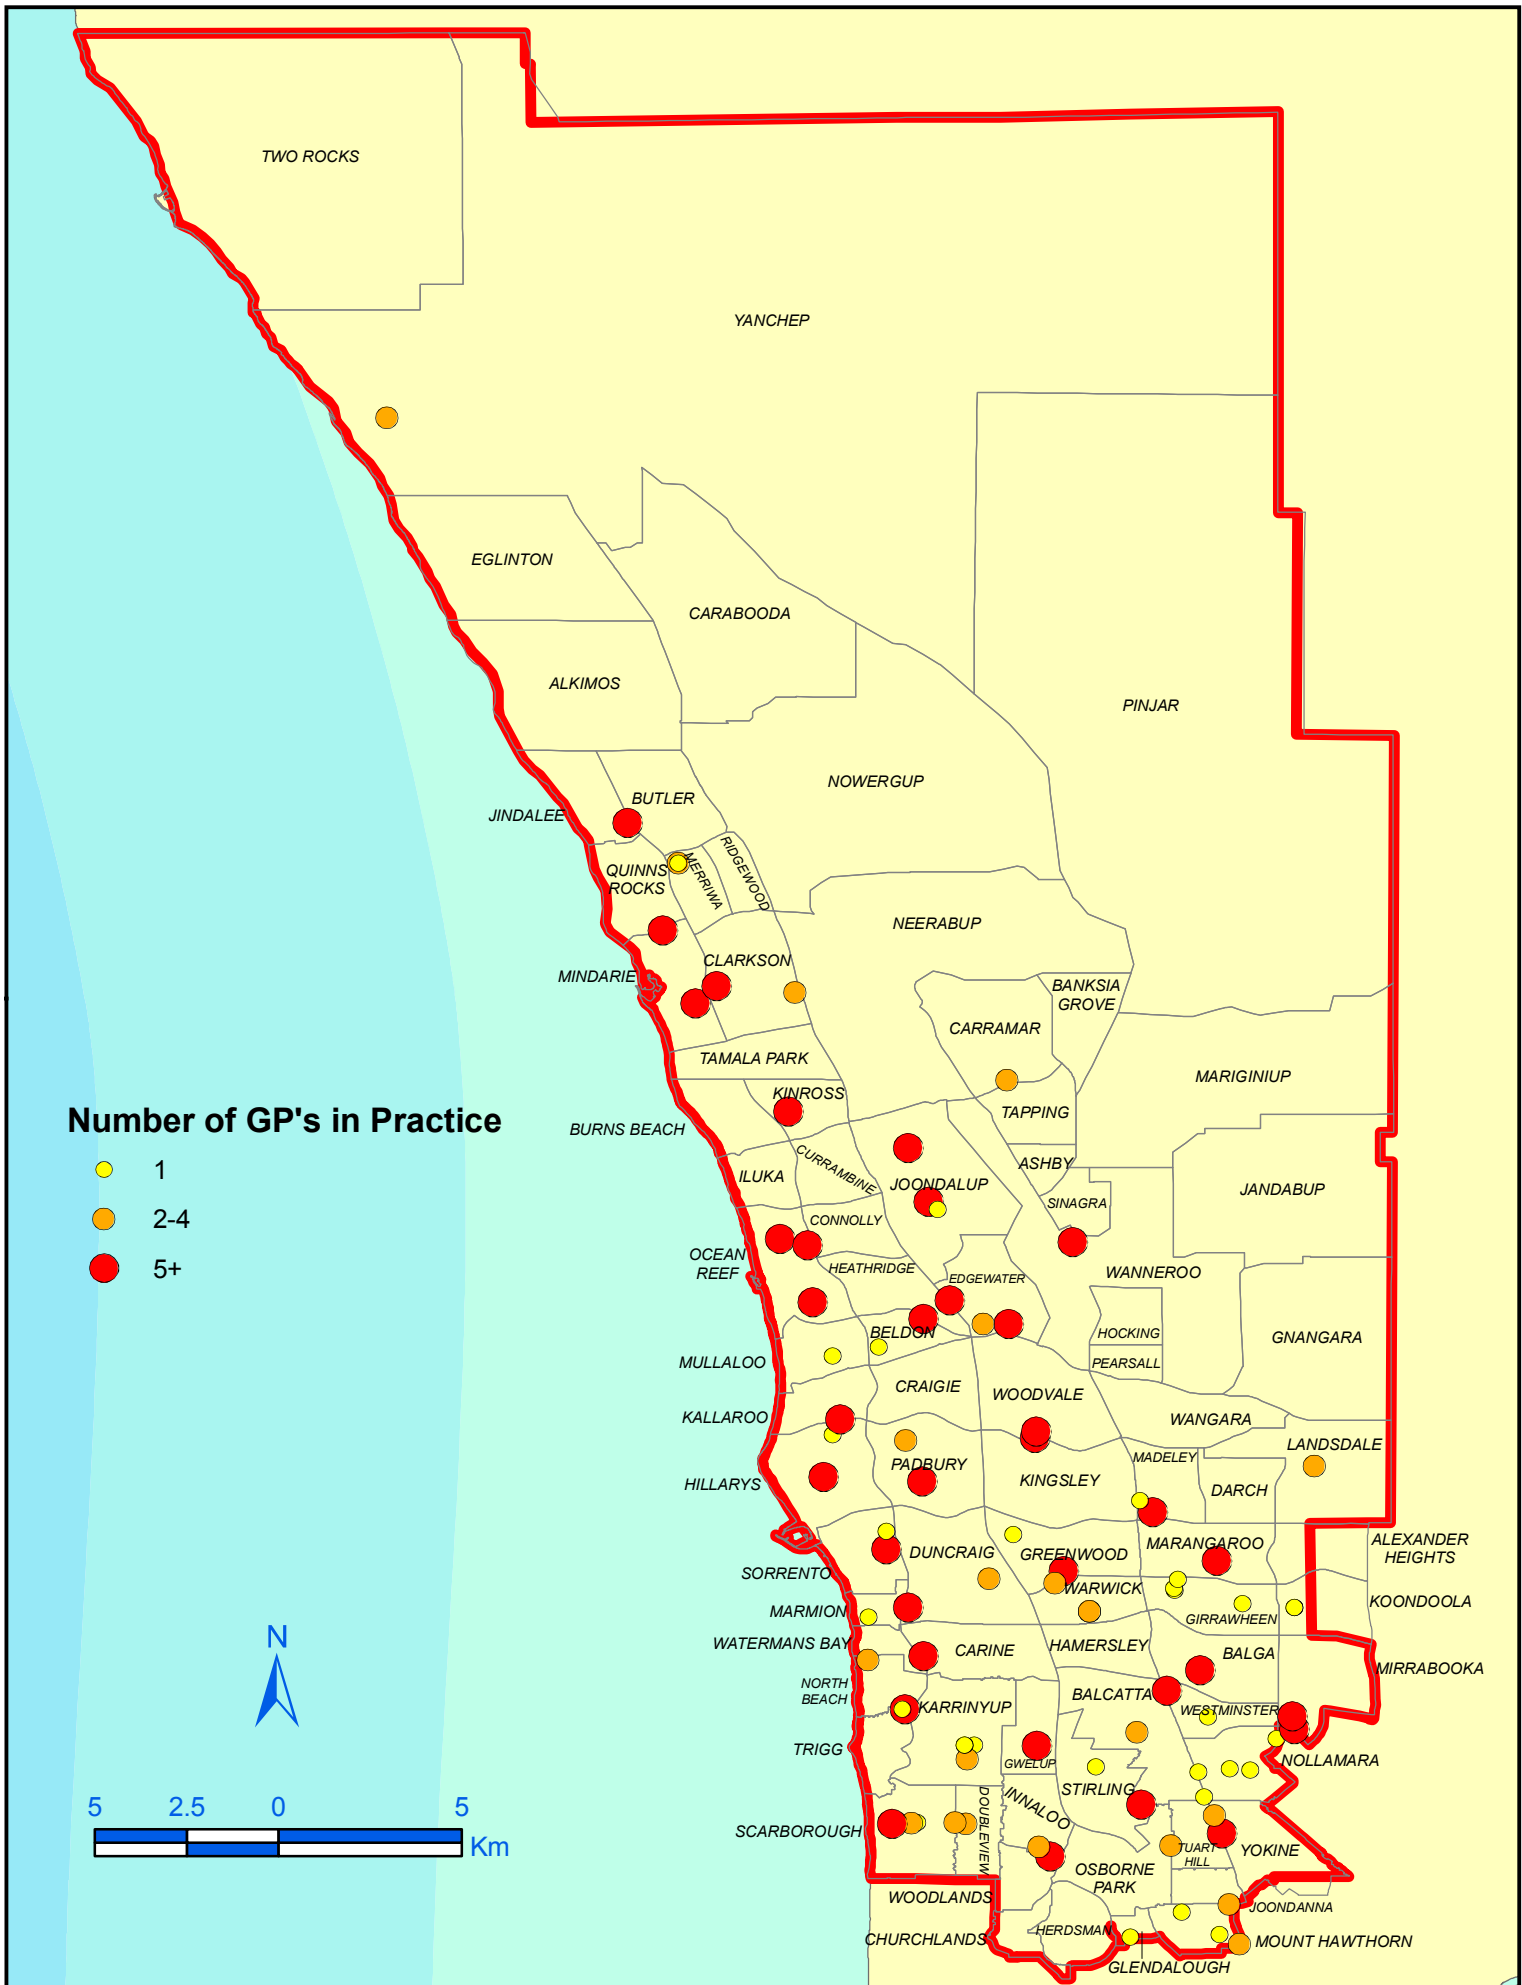 TWO ROCKS
YANCHEP
EGLINTON
CARABOODA
ALKIMOS
PINJAR
NOWERGUP
BUTLER
JINDALEE
RIDGEWOOD
MERRIWA
QUINNS
ROCKS
NEERABUP
CLARKSON
MINDARIE
BANKSIA
GROVE
CARRAMAR
TAMALA PARK
MARIGINIUP
KINROSS
TAPPING
Number of GP's in Practice
1
2-4
5+
BURNS BEACH
CURRAMBINE
ILUKA
ASHBY
JOONDALUP
SINAGRA
JANDABUP
CONNOLLY
OCEAN
REEF
HEATHRIDGE
EDGEWATER
WANNEROO
BELDON
HOCKING
GNANGARA
PEARSALL
MULLALOO
CRAIGIE
WOODVALE
KALLAROO
WANGARA
LANDSDALE
MADELEY
PADBURY
KINGSLEY
HILLARYS
DARCH
MARANGAROO
ALEXANDER
HEIGHTS
DUNCRAIG
GREENWOOD
SORRENTO
WARWICK
KOONDOOLA
MARMION
GIRRAWHEEN
WATERMANS BAY
CARINE
HAMERSLEY
BALGA
MIRRABOOKA
NORTH
BEACH
BALCATTA
KARRINYUP
WESTMINSTER
TRIGG
GWELUP
NOLLAMARA
STIRLING
INNALOO
DOUBLEVIEW
SCARBOROUGH
TUART
HILL
YOKINE
OSBORNE
PARK
WOODLANDS
JOONDANNA
HERDSMAN
CHURCHLANDS
MOUNT HAWTHORN
GLENDALOUGH
N
5 2.5 0 5
Km